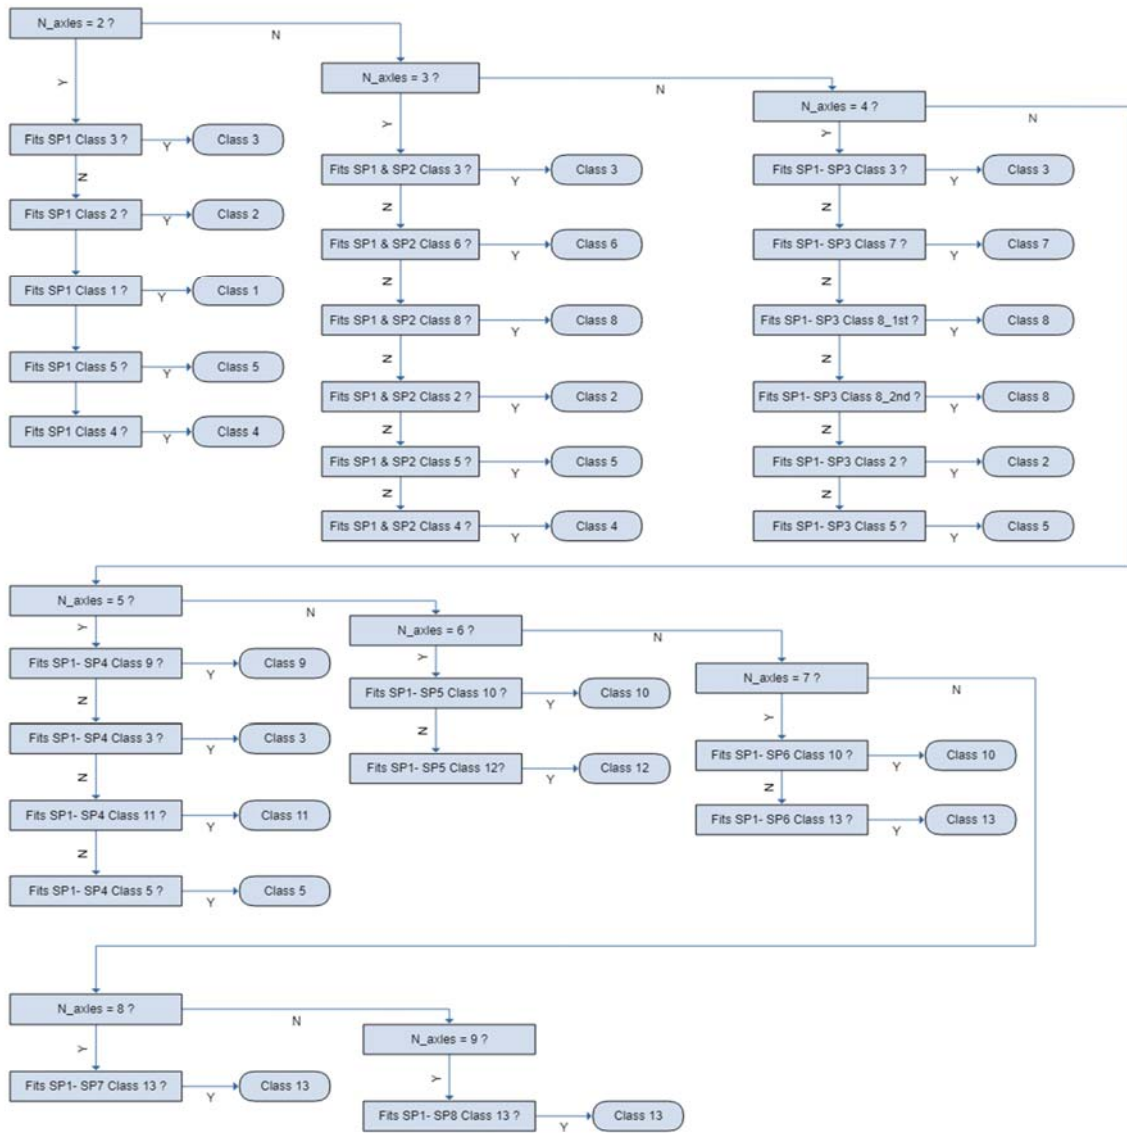 N_axles = 2 ?
N
Y
Fits SP1 Class 3 ?
Y
Class 3
N
Fits SP1 Class 2 ?
Y
Class 2
Fits SP1 Class 1 ?
Y
Class 1
Fits SP1 Class 5 ?
Y
Class 5
Fits SP1 Class 4 ?
Y
Class 4
N_axles = 3 ?
N
Y
Fits SP1 & SP2 Class 3 ?
Y
Class 3
N
Fits SP1 & SP2 Class 6 ?
Y
Class 6
N
Fits SP1 & SP2 Class 8 ?
Y
Class 8
N
Fits SP1 & SP2 Class 2 ?
Y
Class 2
N
Fits SP1 & SP2 Class 5 ?
Y
Class 5
N
Fits SP1 & SP2 Class 4 ?
Y
Class 4
N_axles = 4 ?
N
Y
Fits SP1- SP3 Class 3 ?
Y
Class 3
N
Fits SP1- SP3 Class 7 ?
Y
Class 7
N
Fits SP1- SP3 Class 8_1st ?
Y
Class 8
N
Fits SP1- SP3 Class 8_2nd ?
Y
Class 8
N
Fits SP1- SP3 Class 2 ?
Y
Class 2
N
Fits SP1- SP3 Class 5 ?
Y
Class 5
N_axles = 5 ?
N
Y
Fits SP1- SP4 Class 9 ?
Y
Class 9
N
Fits SP1- SP4 Class 3 ?
Y
Class 3
N
Fits SP1- SP4 Class 11 ?
Y
Class 11
N
Fits SP1- SP4 Class 5 ?
Y
Class 5
N_axles = 6 ?
N
Y
Fits SP1- SP5 Class 10 ?
Y
Class 10
N
Fits SP1- SP5 Class 12?
Y
Class 12
N_axles = 7 ?
N
Y
Fits SP1- SP6 Class 10 ?
Y
Class 10
N
Fits SP1- SP6 Class 13 ?
Y
Class 13
N_axles = 8 ?
N
Y
Fits SP1- SP7 Class 13 ?
Y
Class 13
N_axles = 9 ?
Y
Fits SP1- SP8 Class 13 ?
Y
Class 13